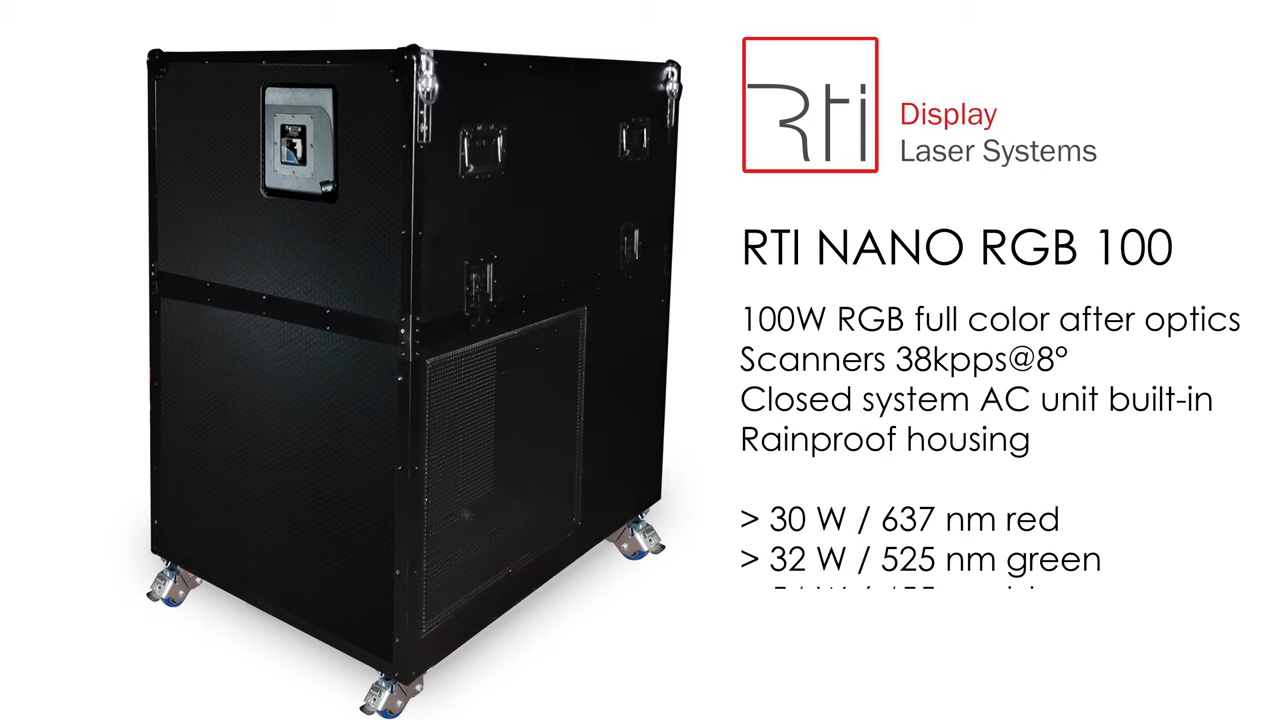 Rti
Display
Laser Systems
RTI NANO RGB 100
100W RGB full color after optics
Scanners 38kpps@8°
Closed system AC unit built-in
Rainproof housing
> 30 W / 637 nm red
> 32 W / 525 nm green